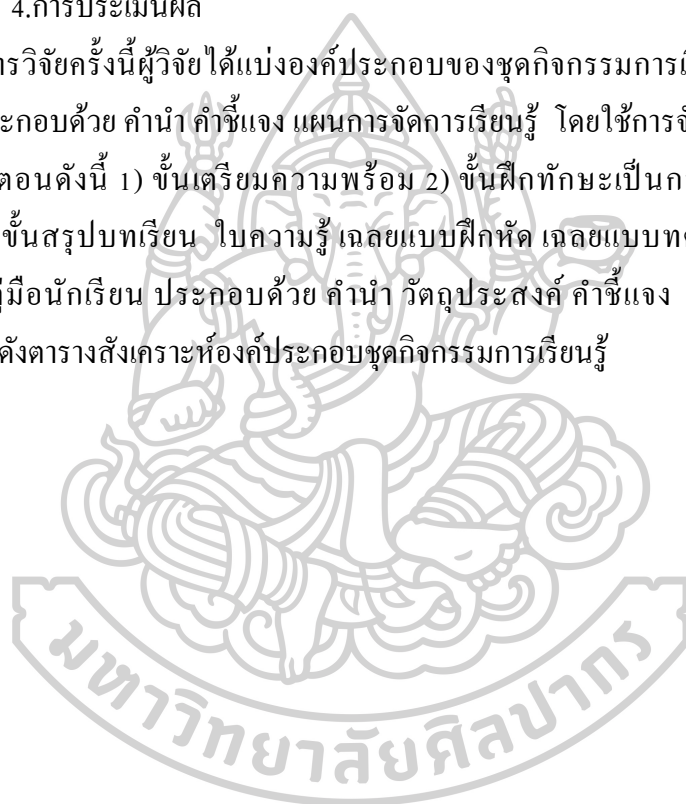 4.การประเมินผล
ารวิจัยครั้งนี้ผู้วิจัยได้แบ่งองค์ประกอบของชุดกิจกรรมการเ
ระกอบด้วย คำนำ คำชี้แจง แผนการจัดการเรียนรู้ โดยใช้การจั
ตอนดังนี้ 1) ขั้นเตรียมความพร้อม 2) ขั้นฝึกทักษะเป็นก
ขั้นสรุปบทเรียน ใบความรู้ เฉลยแบบฝึกหัด เฉลยแบบท
มือนักเรียน ประกอบด้วย คำนำ วัตถุประสงค์ คำชี้แจง
ดังตารางสังเคราะห์องค์ประกอบชุดกิจกรรมการเรียนรู้
มหาวิทยาลัยศิลปากร